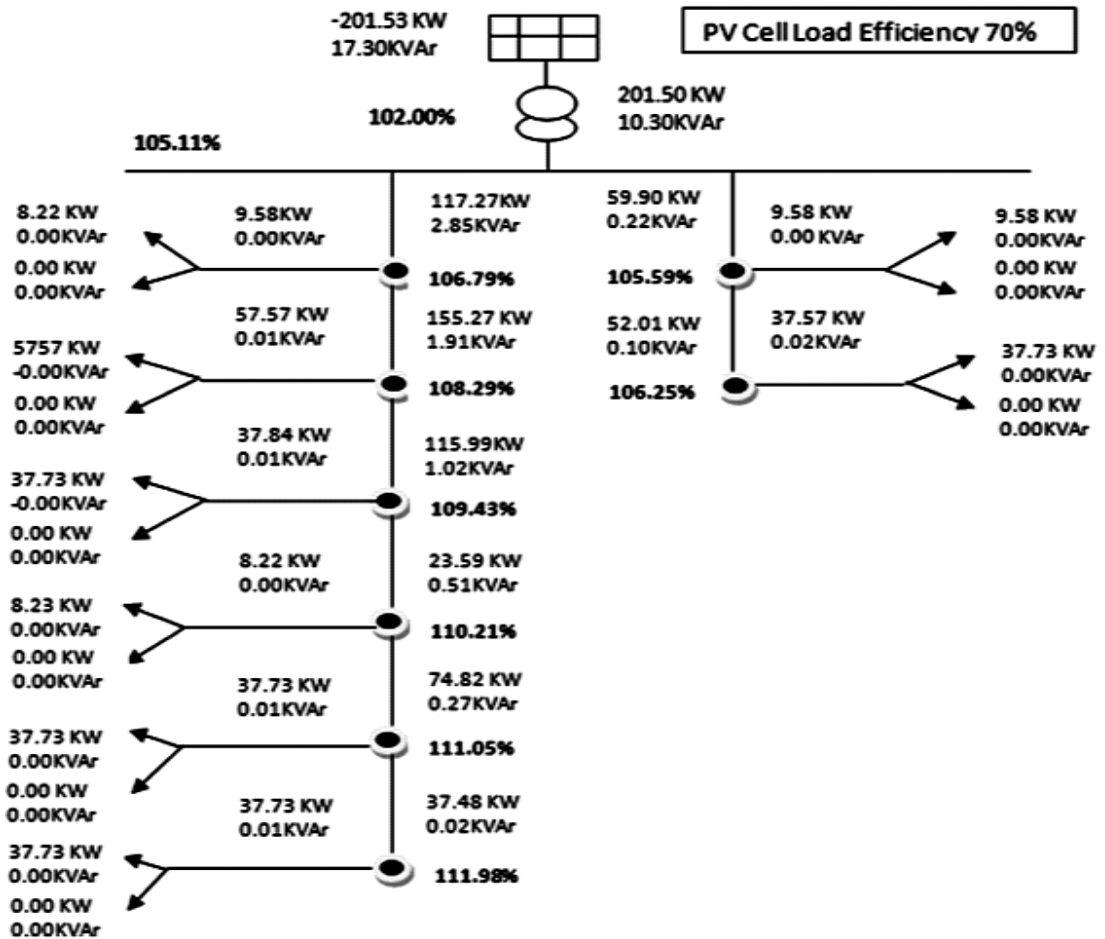 -201.53 KW
17.30KVAr
PV Cell Load Efficiency 70%
201.50 KW
10.30KVAr
102.00%
105.11%
8.22 KW
0.00KVAr
0.00 KW
0.00KVAr
9.58KW
0.00KVAr
117.27KW
2.85KVAr
106.79%
59.90 KW
0.22KVAr
105.59%
9.58 KW
0.00 KVAr
9.58 KW
0.00KVAr
0.00 KW
0.00KVAr
5757 KW
-0.00KVAr
0.00 KW
0.00KVAr
57.57 KW
0.01KVAr
155.27 KW
1.91KVAr
108.29%
52.01 KW
0.10KVAr
106.25%
37.57 KW
0.02KVAr
37.73 KW
0.00KVAr
0.00 KW
0.00KVAr
37.73 KW
-0.00KVAr
0.00 KW
0.00KVAr
37.84 KW
0.01KVAr
115.99KW
1.02KVAr
109.43%
8.23 KW
0.00KVAr
0.00 KW
0.00KVAr
8.22 KW
0.00KVAr
23.59 KW
0.51KVAr
110.21%
37.73 KW
0.00KVAr
0.00 KW
0.00KVAr
37.73 KW
0.01KVAr
74.82 KW
0.27KVAr
111.05%
37.73 KW
0.00KVAr
0.00 KW
0.00KVAr
37.73 KW
0.01KVAr
37.48 KW
0.02KVAr
111.98%